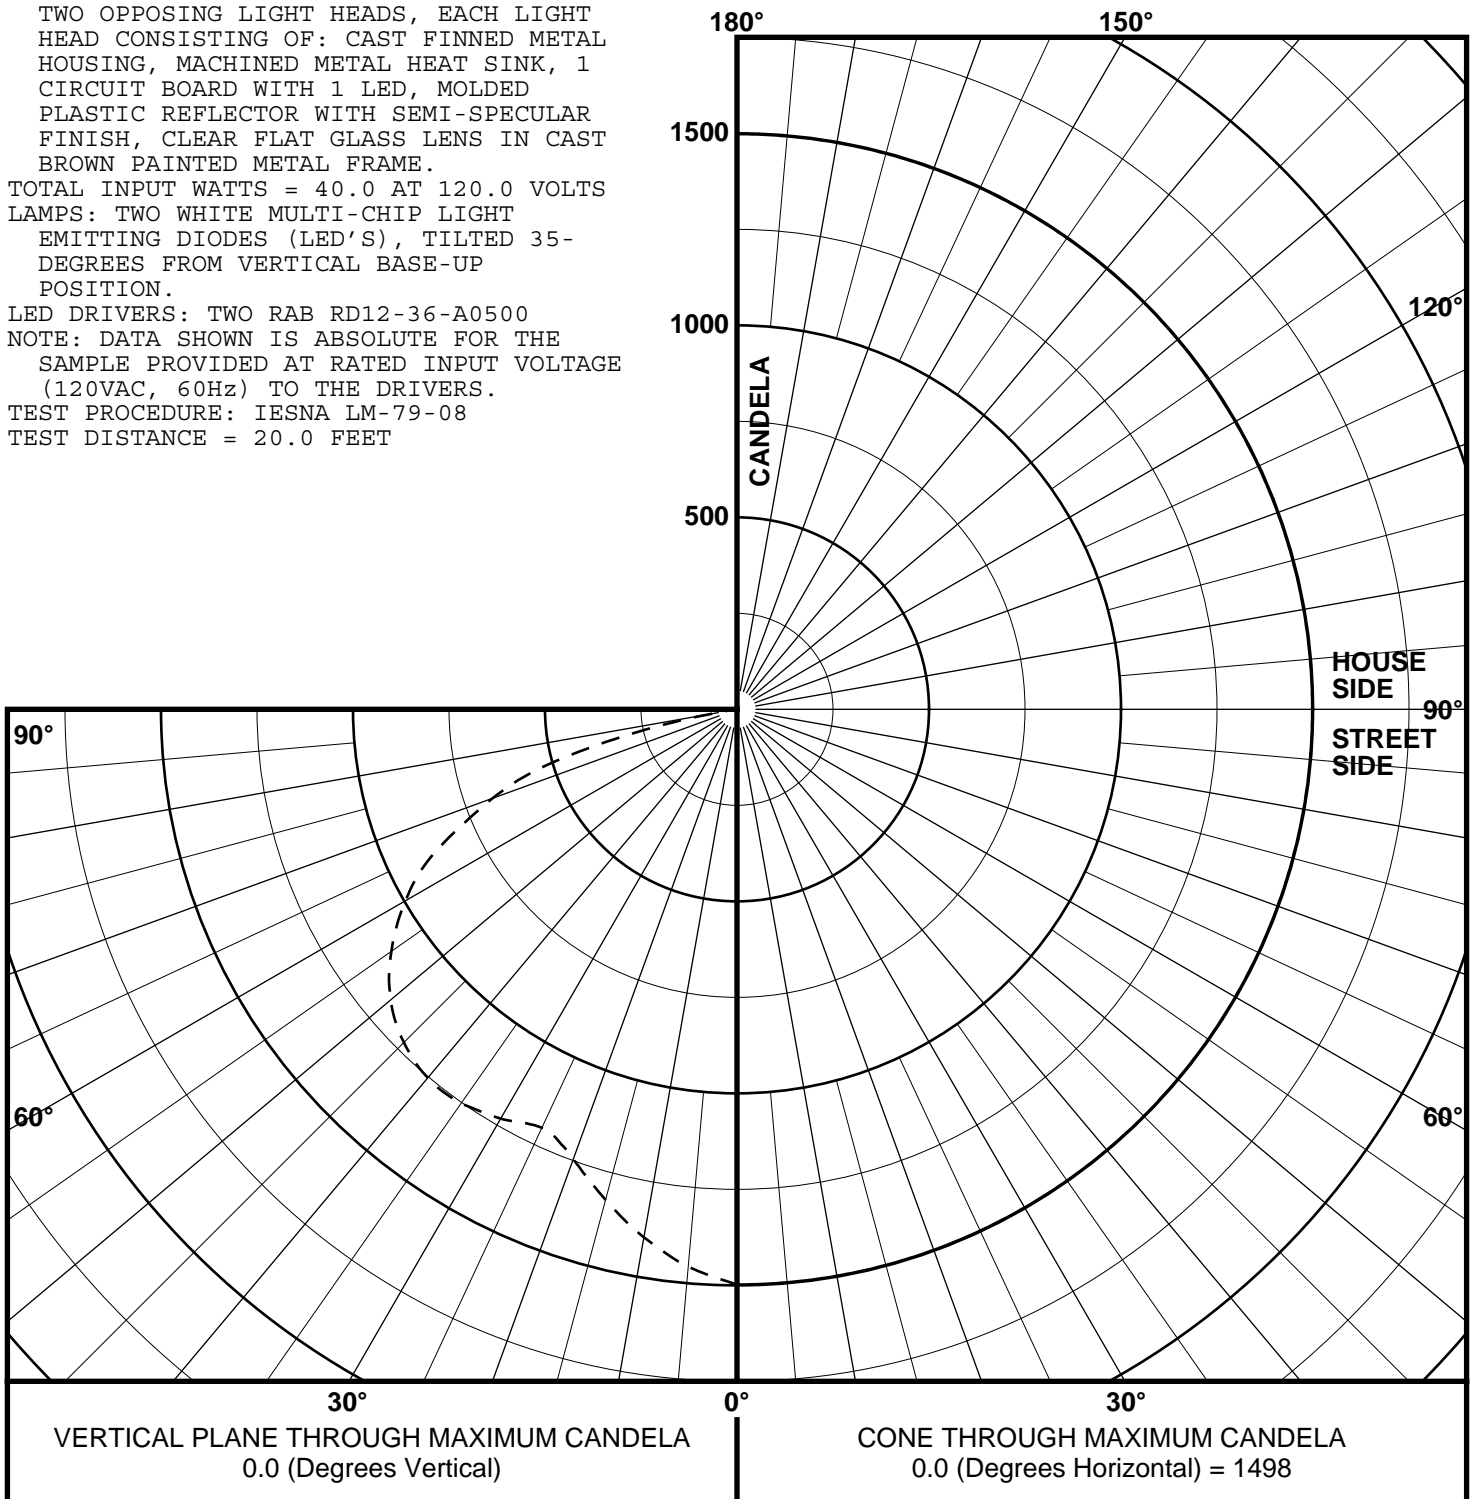 TWO OPPOSING LIGHT HEADS, EACH LIGHT
HEAD CONSISTING OF: CAST FINNED METAL
HOUSING, MACHINED METAL HEAT SINK, 1
CIRCUIT BOARD WITH 1 LED, MOLDED
PLASTIC REFLECTOR WITH SEMI-SPECULAR
FINISH, CLEAR FLAT GLASS LENS IN CAST
BROWN PAINTED METAL FRAME.
TOTAL INPUT WATTS = 40.0 AT 120.0 VOLTS
LAMPS: TWO WHITE MULTI-CHIP LIGHT
EMITTING DIODES (LED'S), TILTED 35-
DEGREES FROM VERTICAL BASE-UP
POSITION.
LED DRIVERS: TWO RAB RD12-36-A0500
NOTE: DATA SHOWN IS ABSOLUTE FOR THE
SAMPLE PROVIDED AT RATED INPUT VOLTAGE
(120VAC, 60Hz) TO THE DRIVERS.
TEST PROCEDURE: IESNA LM-79-08
TEST DISTANCE = 20.0 FEET
180°
150°
1500
120°
1000
CANDELA
500
HOUSE
SIDE
90°
90°
STREET
SIDE
60°
60°
30°
0°
30°
VERTICAL PLANE THROUGH MAXIMUM CANDELA
0.0 (Degrees Vertical)
CONE THROUGH MAXIMUM CANDELA
0.0 (Degrees Horizontal) = 1498